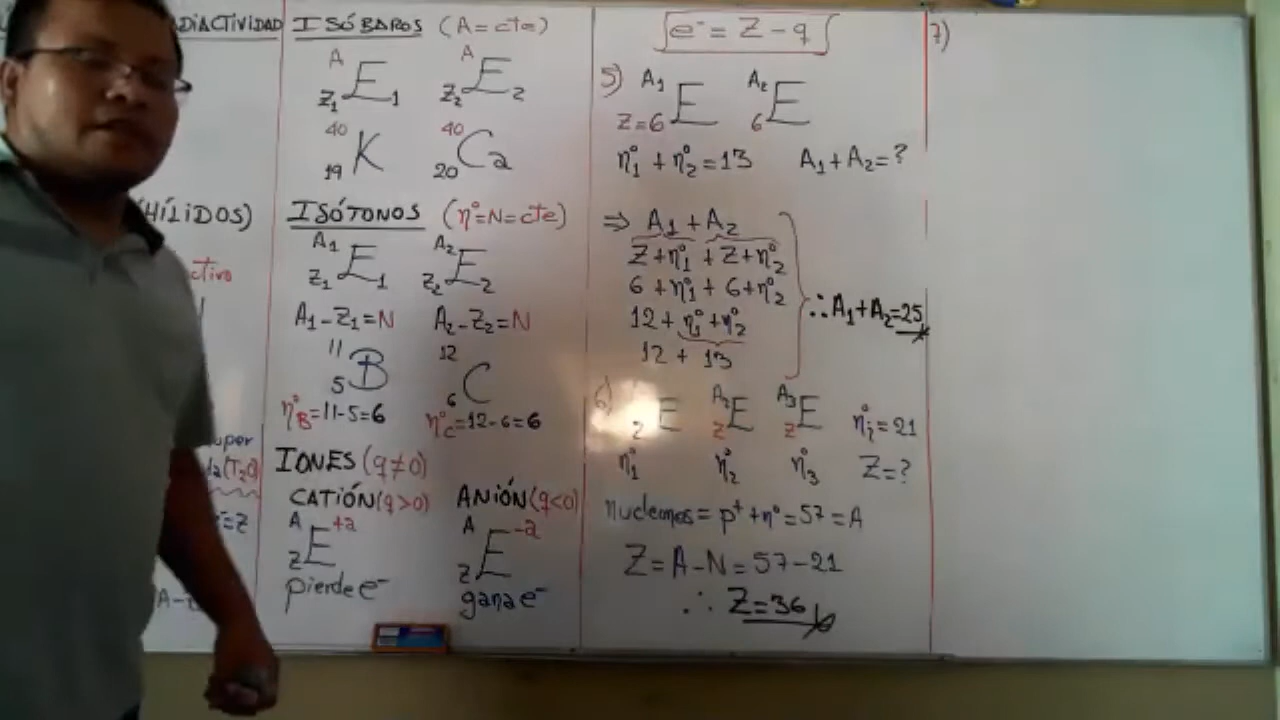 ADIACTIVIDAD
HÍLIDOS)
ctivo
uper
(T₂O)
=Z
A-
ISÓBAROS (A=cte)
A Z₁ E₁ A Z₂ E₂
40 19 K 40 20 Ca
ISÓTONOS (η°=N=cte)
A₁ Z₁ E₁ A₂ Z₂ E₂
A₁-Z₁=N A₂-Z₂=N
11 5 B 12 6 C
η°B=11-5=6 η°C=12-6=6
IONES (q≠0)
CATIÓN(q>0) ANIÓN(q<0)
A Z E +a A Z E -a
pierde e⁻ gana e⁻
e⁻ = Z - q
5) A₁ Z=6 E A₂ 6 E
η°₁ + η°₂ = 13 A₁+A₂=?
⇒ A₁ + A₂
Z+η°₁ + Z+η°₂
6+η°₁ + 6+η°₂
12+ η°₁+η°₂
12 + 13
∴A₁+A₂=25
6) Z E A₂ Z E A₃ Z E η°₁=21
η°₁ η°₂ η°₃ Z=?
nucleones= p⁺+η°=57=A
Z=A-N=57-21
∴ Z=36
7)